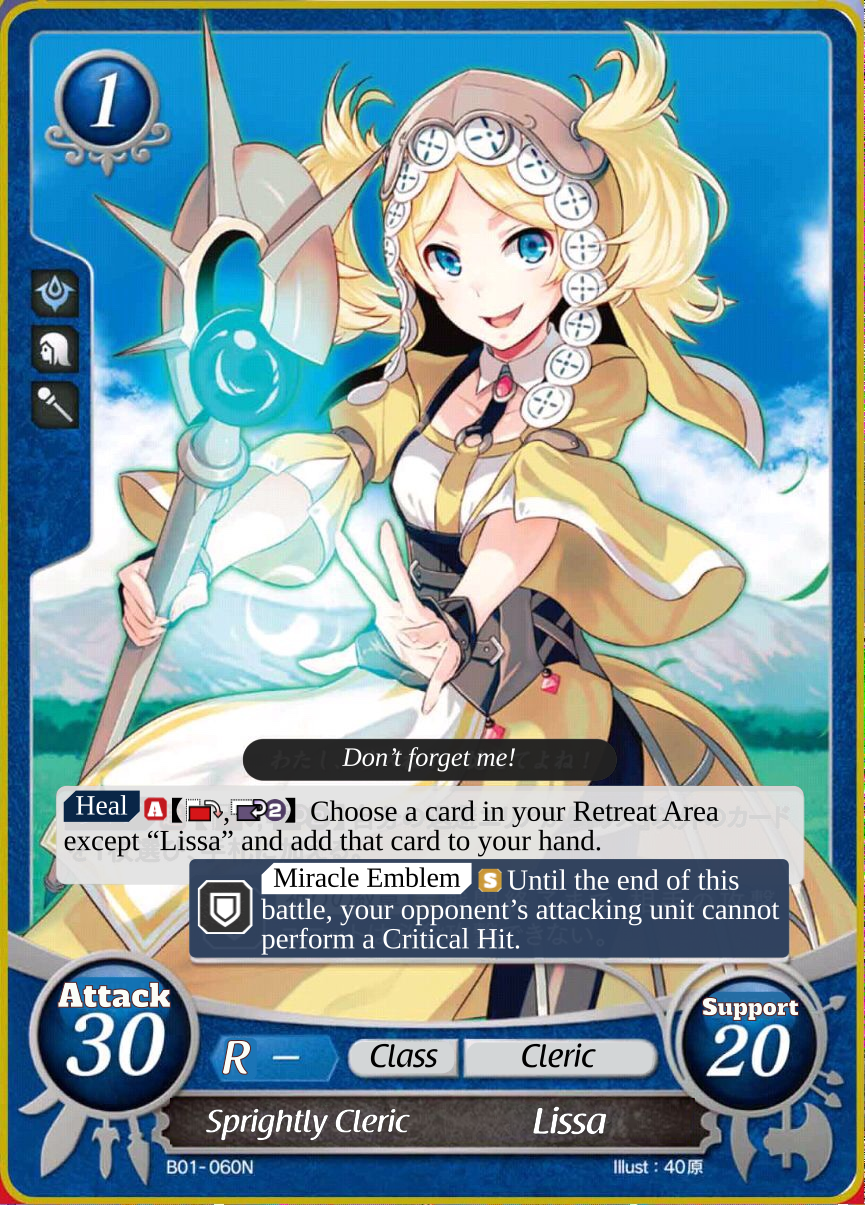 1
Don't forget me!
Heal A 【 , 2】 Choose a card in your Retreat Area
except “Lissa” and add that card to your hand.
Miracle Emblem S Until the end of this
battle, your opponent’s attacking unit cannot
perform a Critical Hit.
Attack
30
R –
Class
Cleric
Support
20
Sprightly Cleric
Lissa
B01-060N
Illust : 40原